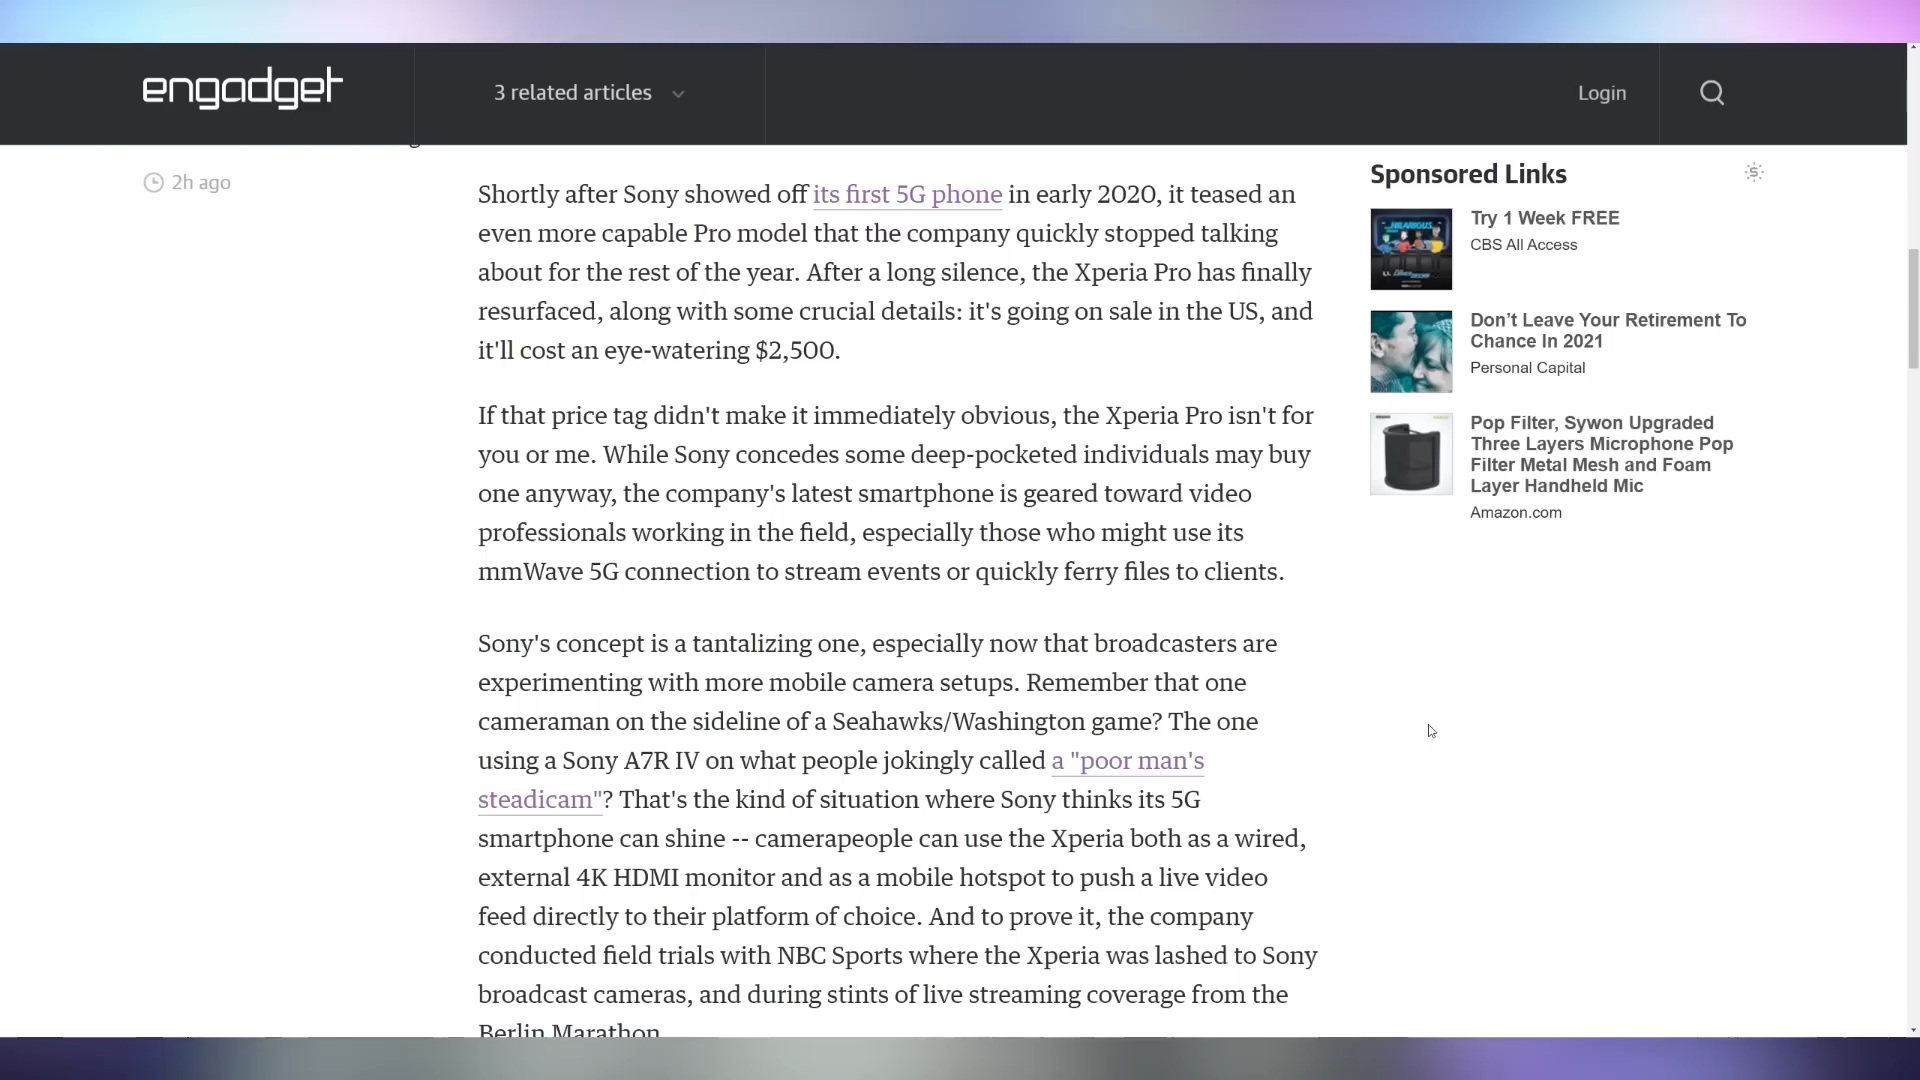 engadget
3 related articles
Login
2h ago
Shortly after Sony showed off its first 5G phone in early 2020, it teased an
even more capable Pro model that the company quickly stopped talking
about for the rest of the year. After a long silence, the Xperia Pro has finally
resurfaced, along with some crucial details: it's going on sale in the US, and
it'll cost an eye-watering $2,500.
If that price tag didn't make it immediately obvious, the Xperia Pro isn't for
you or me. While Sony concedes some deep-pocketed individuals may buy
one anyway, the company's latest smartphone is geared toward video
professionals working in the field, especially those who might use its
mmWave 5G connection to stream events or quickly ferry files to clients.
Sony's concept is a tantalizing one, especially now that broadcasters are
experimenting with more mobile camera setups. Remember that one
cameraman on the sideline of a Seahawks/Washington game? The one
using a Sony A7R IV on what people jokingly called a "poor man's
steadicam"? That's the kind of situation where Sony thinks its 5G
smartphone can shine -- camerapeople can use the Xperia both as a wired,
external 4K HDMI monitor and as a mobile hotspot to push a live video
feed directly to their platform of choice. And to prove it, the company
conducted field trials with NBC Sports where the Xperia was lashed to Sony
broadcast cameras, and during stints of live streaming coverage from the
Berlin Marathon.
Sponsored Links
Try 1 Week FREE
CBS All Access
Don’t Leave Your Retirement To
Chance In 2021
Personal Capital
Pop Filter, Sywon Upgraded
Three Layers Microphone Pop
Filter Metal Mesh and Foam
Layer Handheld Mic
Amazon.com